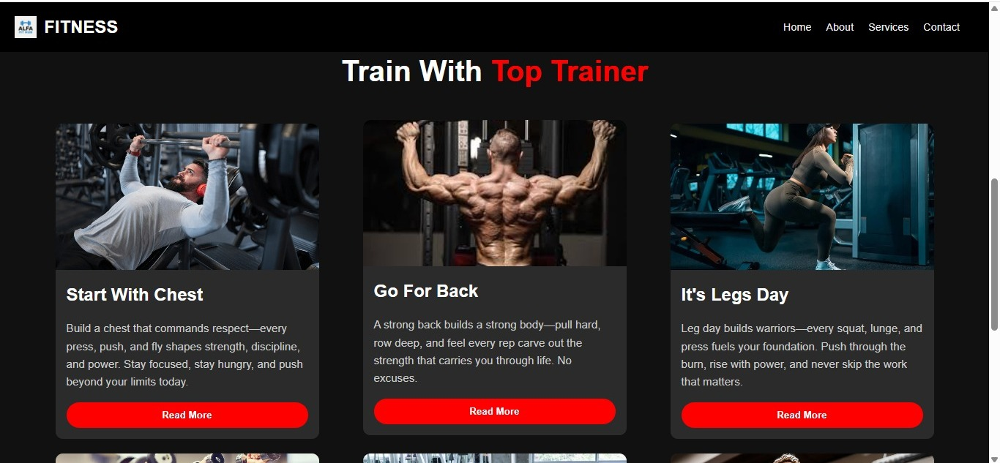 ALFA
FIT HUB
FITNESS
Home
About
Services
Contact
Train With Top Trainer
Start With Chest
Build a chest that commands respect—every
press, push, and fly shapes strength, discipline,
and power. Stay focused, stay hungry, and push
beyond your limits today.
Read More
Go For Back
A strong back builds a strong body—pull hard,
row deep, and feel every rep carve out the
strength that carries you through life. No
excuses.
Read More
It's Legs Day
Leg day builds warriors—every squat, lunge, and
press fuels your foundation. Push through the
burn, rise with power, and never skip the work
that matters.
Read More